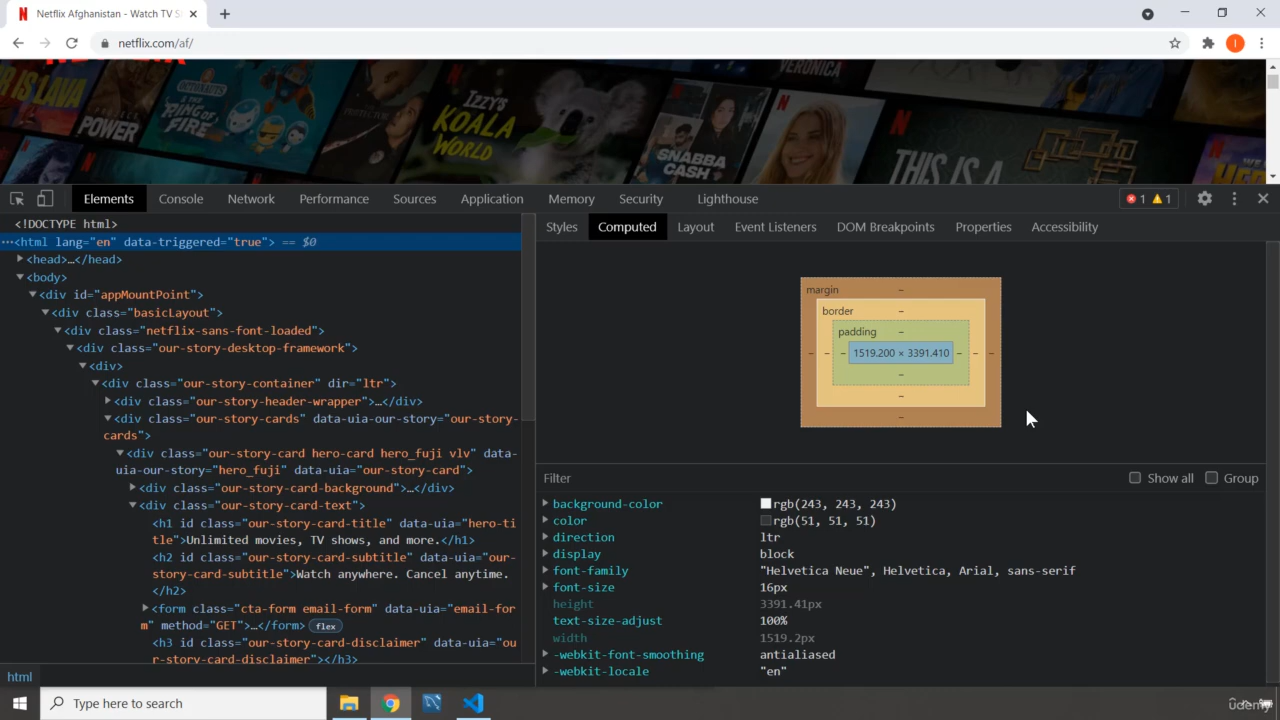 Netflix Afghanistan - Watch TV S
netflix.com/af/
R IS LAVA
POWER
OCTONAUTS
& THE
RING OF
FIRE
IZZY'S
KOALA
WORLD
SNABBA
CASH
VERONICA
THIS IS A
Elements Console Network Performance Sources Application Memory Security Lighthouse 1 1
Styles Computed Layout Event Listeners DOM Breakpoints Properties Accessibility
<!DOCTYPE html>
⋯<html lang="en" data-triggered="true"> == $0
<head>…</head>
<body>
<div id="appMountPoint">
<div class="basicLayout">
<div class="netflix-sans-font-loaded">
<div class="our-story-desktop-framework">
<div>
<div class="our-story-container" dir="ltr">
<div class="our-story-header-wrapper">…</div>
<div class="our-story-cards" data-uia-our-story="our-story-
cards">
<div class="our-story-card hero-card hero_fuji vlv" data-
uia-our-story="hero_fuji" data-uia="our-story-card">
<div class="our-story-card-background">…</div>
<div class="our-story-card-text">
<h1 id class="our-story-card-title" data-uia="hero-ti
tle">Unlimited movies, TV shows, and more.</h1>
<h2 id class="our-story-card-subtitle" data-uia="our-
story-card-subtitle">Watch anywhere. Cancel anytime.
</h2>
<form class="cta-form email-form" data-uia="email-for
m" method="GET">…</form> flex
<h3 id class="our-story-card-disclaimer" data-uia="ou
r-story-card-disclaimer"></h3>
html
margin –
border –
padding –
– – – 1519.200 × 3391.410 – – –
–
–
–
Filter Show all Group
background-color rgb(243, 243, 243)
color rgb(51, 51, 51)
direction ltr
display block
font-family "Helvetica Neue", Helvetica, Arial, sans-serif
font-size 16px
height 3391.41px
text-size-adjust 100%
width 1519.2px
-webkit-font-smoothing antialiased
-webkit-locale "en"
Type here to search
udemy